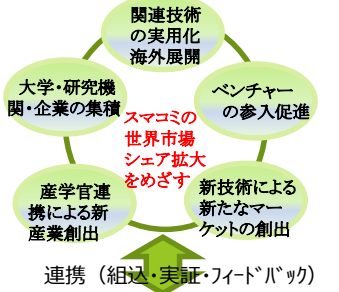 関連技術
の実用化
海外展開
大学・研究機
関・企業の集積
ベンチャー
の参入促進
スマコミの
世界市場
シェア拡大
をめざす
産学官連
携による新
産業創出
新技術による
新たなマー
ケットの創出
連携（組込・実証・フィードバック）